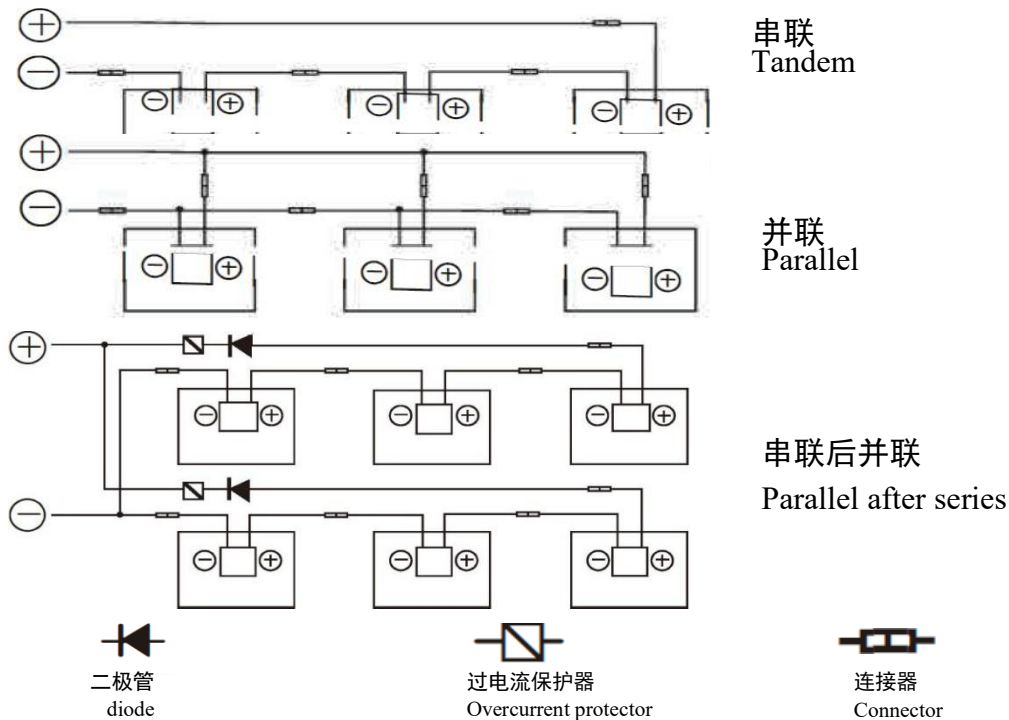 串联
Tandem
并联
Parallel
串联后并联
Parallel after series
二极管
diode
过电流保护器
Overcurrent protector
连接器
Connector